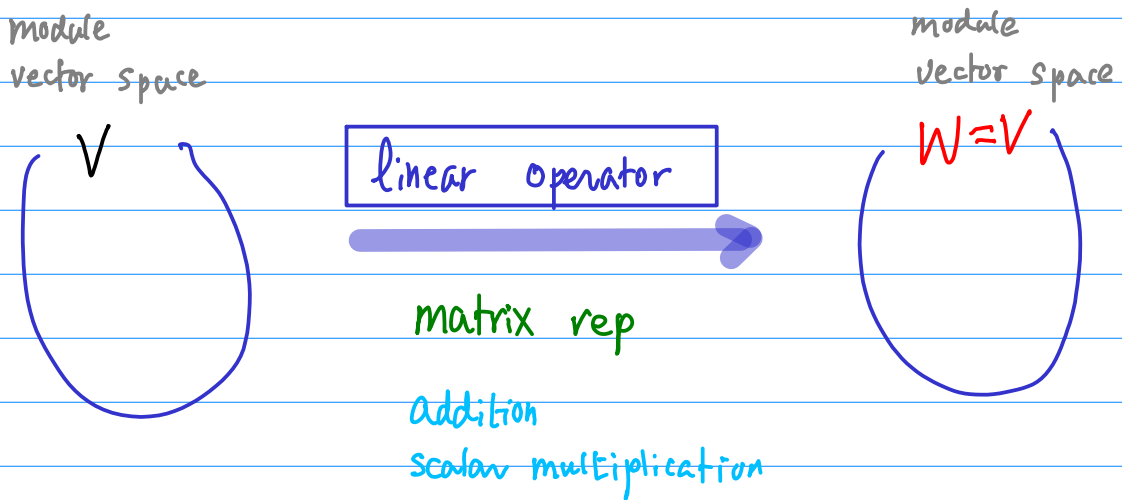 module
vector space
V
linear operator
matrix rep
addition
scalar multiplication
module
vector space
W=V